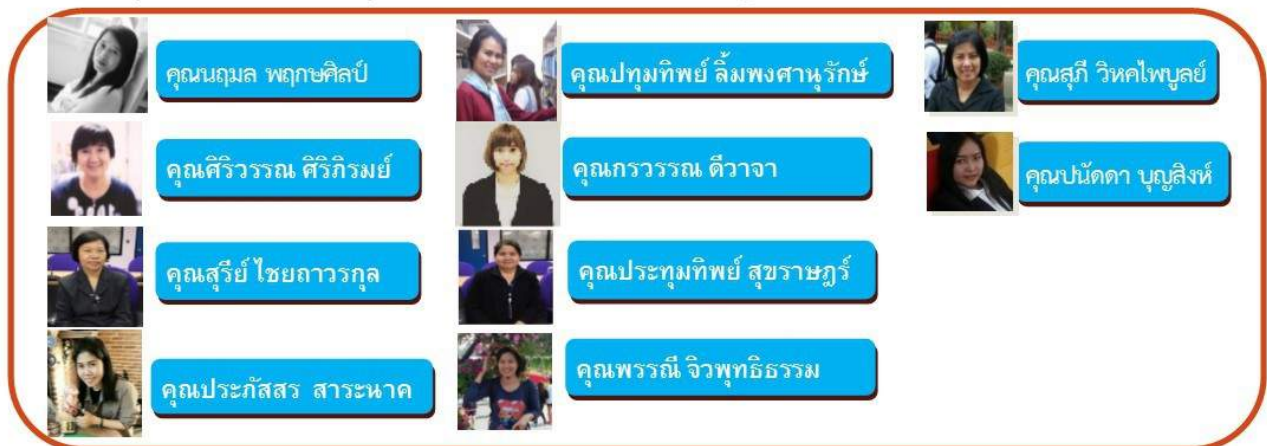 คุณนฤมล พฤกษศิลป์
คุณปทุมทิพย์ ลิ้มพงศานุรักษ์
คุณสุภี วิหคไพบูลย์
คุณศิริวรรณ ศิริภิรมย์
คุณกรวรรณ ดีวาจา
คุณปนัดดา บุญสิงห์
คุณสุรีย์ ไชยถาวรกุล
คุณประทุมทิพย์ สุขราษฎร์
คุณประภัสสร สาระนาค
คุณพรรณี จิวพุทธิธรรม